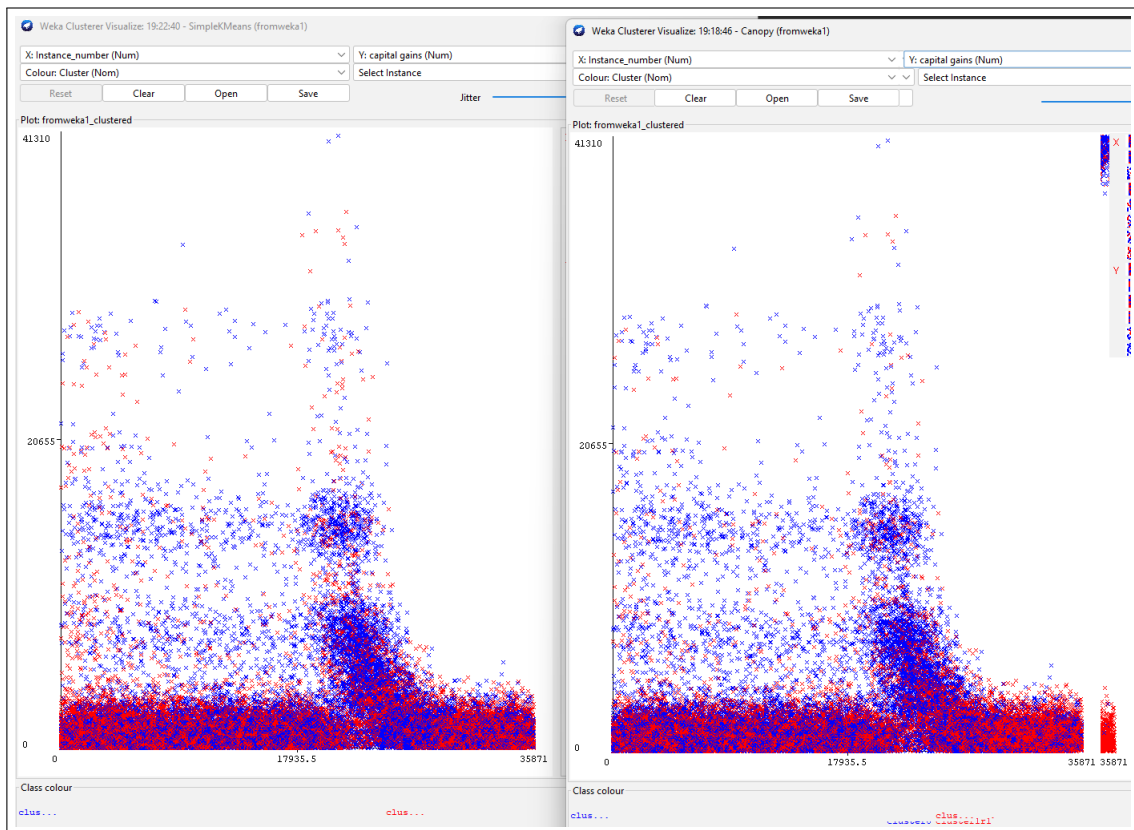 Weka Clusterer Visualize: 19:22:40 - SimpleKMeans (fromweka1)
X: Instance_number (Num)
Y: capital gains (Num)
Colour: Cluster (Nom)
Select Instance
Reset
Clear
Open
Save
Jitter
Plot: fromweka1_clustered
41310
20655
0
0
17935.5
35871
Class colour
clus...
clus...
Weka Clusterer Visualize: 19:18:46 - Canopy (fromweka1)
X: Instance_number (Num)
Y: capital gains (Num)
Colour: Cluster (Nom)
Select Instance
Reset
Clear
Open
Save
Plot: fromweka1_clustered
41310
X
Y
20655
0
0
17935.5
35871
35871
Class colour
clus...
clus...